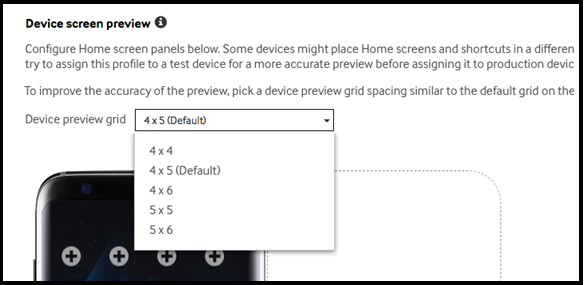 Device screen preview
Configure Home screen panels below. Some devices might place Home screens and shortcuts in a differen
try to assign this profile to a test device for a more accurate preview before assigning it to production devic
To improve the accuracy of the preview, pick a device preview grid spacing similar to the default grid on the
Device preview grid 4 x 5 (Default)
4 x 4
4 x 5 (Default)
4 x 6
5 x 5
5 x 6